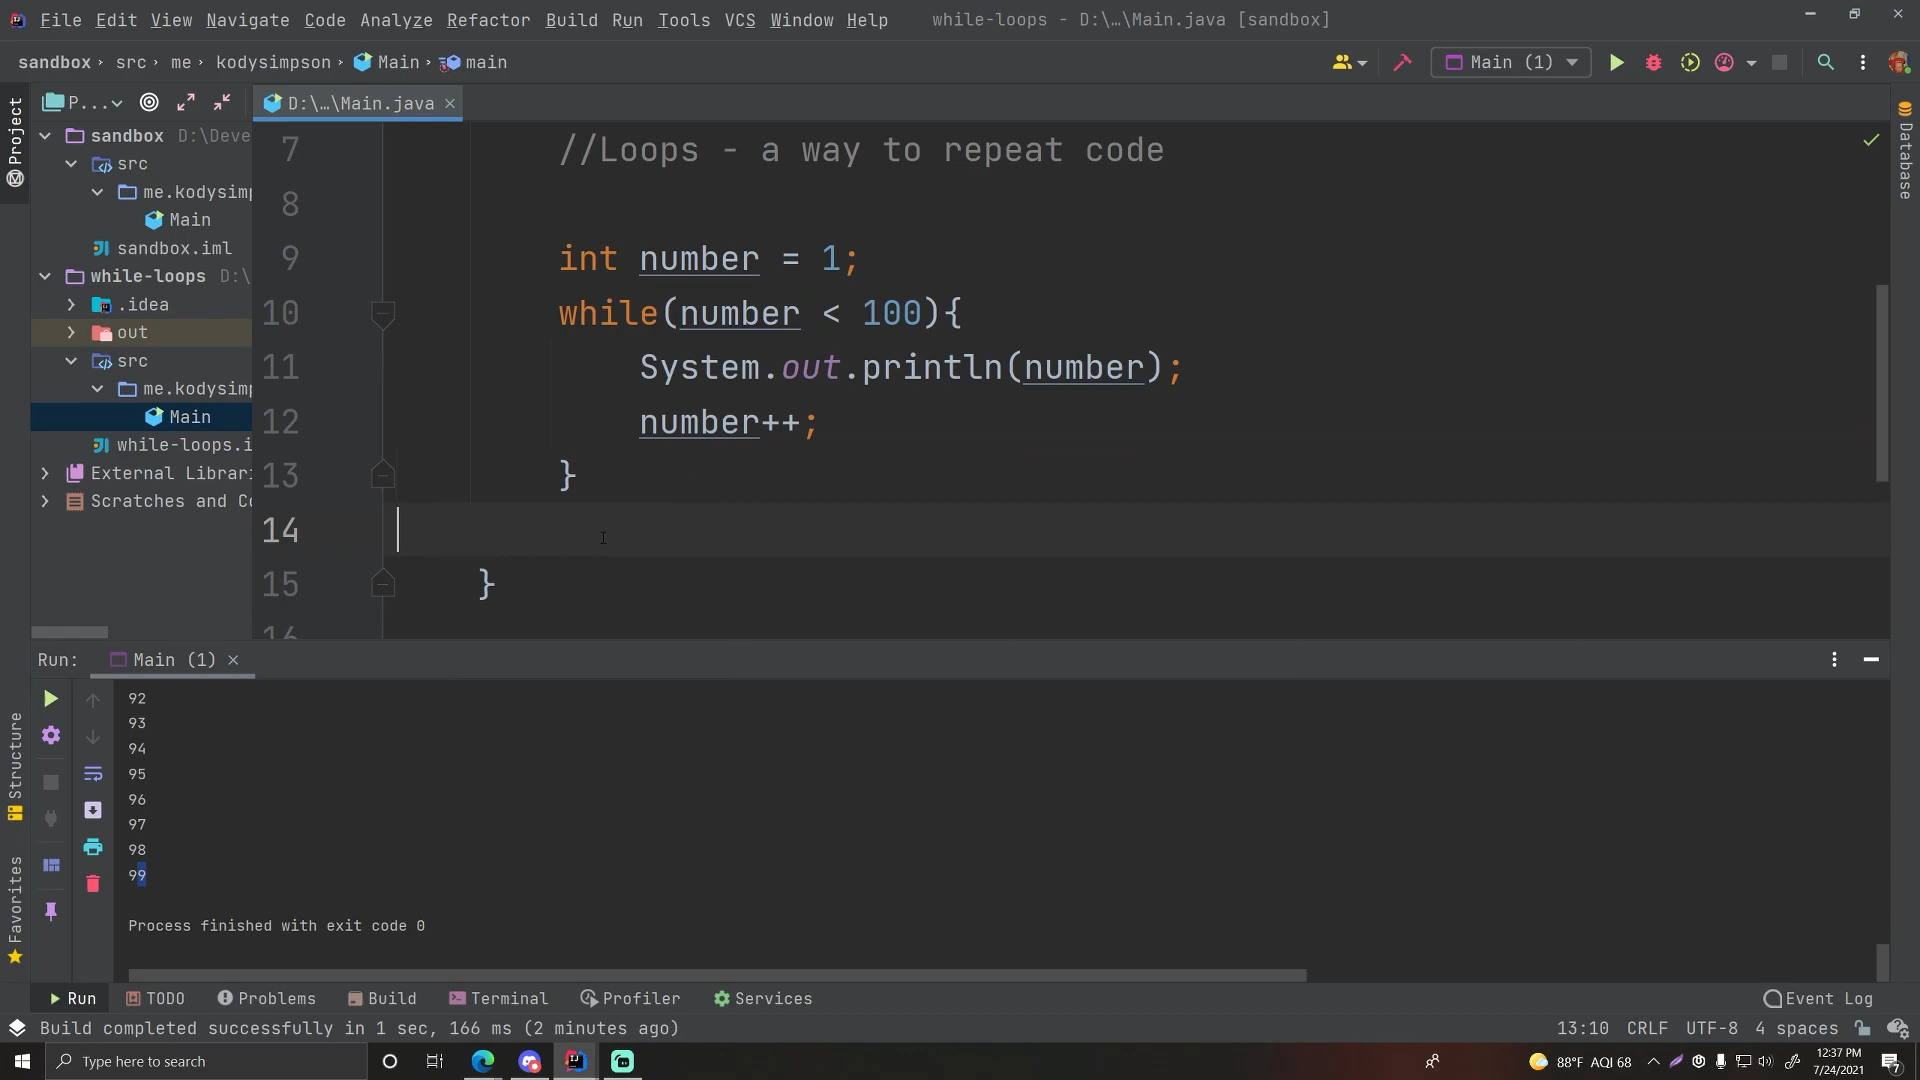 File Edit View Navigate Code Analyze Refactor Build Run Tools VCS Window Help while-loops - D:\...\Main.java [sandbox]
sandbox › src › me › kodysimpson › Main › main
Main (1)
P...
D:\...\Main.java
Project
Database
sandbox D:\Deve
src
me.kodysimp
Main
sandbox.iml
while-loops D:\
.idea
out
src
me.kodysimp
Main
while-loops.i
External Librar
Scratches and Co
7 //Loops - a way to repeat code
8
9 int number = 1;
10 while(number < 100){
11 System.out.println(number);
12 number++;
13 }
14
15 }
16
Run: Main (1)
Structure
Favorites
92
93
94
95
96
97
98
99
Process finished with exit code 0
Run TODO Problems Build Terminal Profiler Services Event Log
Build completed successfully in 1 sec, 166 ms (2 minutes ago) 13:10 CRLF UTF-8 4 spaces
Type here to search 88°F AQI 68 12:37 PM
7/24/2021 7